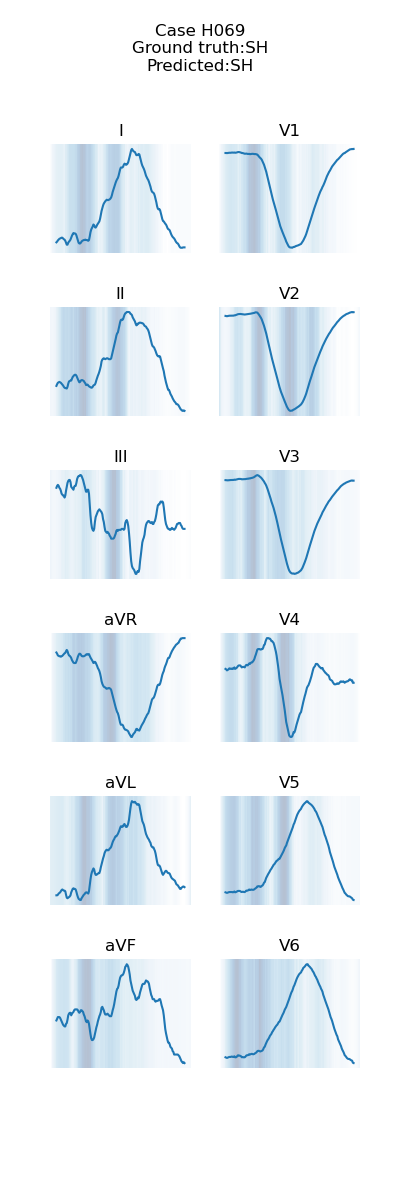 Case H069
Ground truth:SH
Predicted:SH
I
V1
II
V2
III
V3
aVR
V4
aVL
V5
aVF
V6